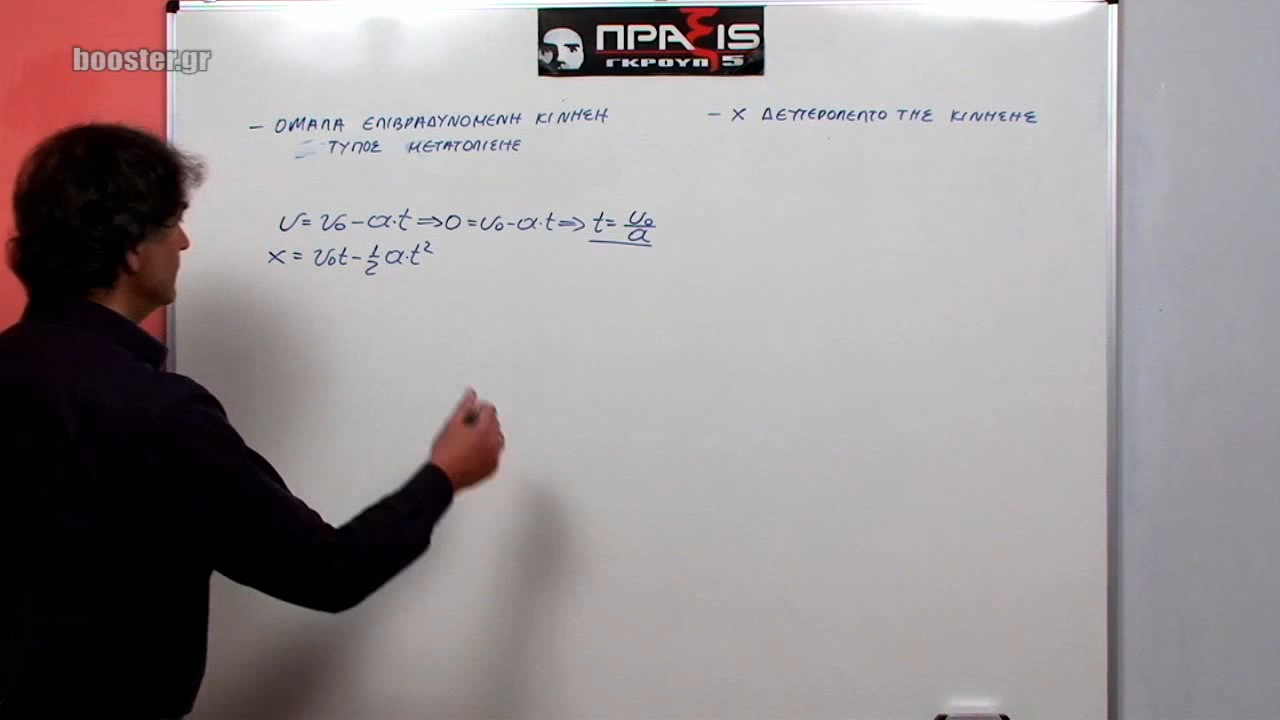 booster.gr
ΠΡΑΞIS
ΓΚΡΟΥΠ 5
– ΟΜΑΛΑ ΕΠΙΒΡΑΔΥΝΟΜΕΝΗ ΚΙΝΗΣΗ
ΤΥΠΟΣ ΜΕΤΑΤΟΠΙΣΗΣ
– Χ ΔΕΥΤΕΡΟΛΕΠΤΟ ΤΗΣ ΚΙΝΗΣΗΣ
υ = υ₀ – α·t ⇒ 0 = υ₀ – α·t ⇒ t = υ₀/α
x = υ₀t – ½ α·t²